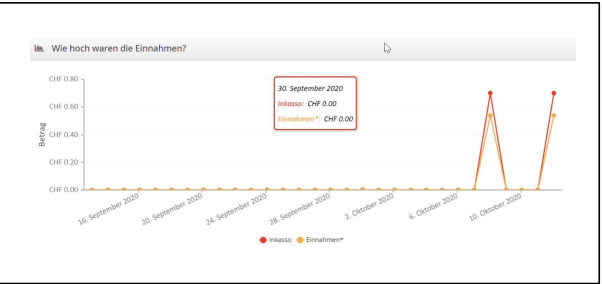 Wie hoch waren die Einnahmen?
CHF 0.80
CHF 0.60
CHF 0.40
CHF 0.20
CHF 0.00
Betrag
30. September 2020
Inkasso: CHF 0.00
Einnahmen*: CHF 0.00
16. September 2020
20. September 2020
24. September 2020
28. September 2020
2. Oktober 2020
6. Oktober 2020
10. Oktober 2020
Inkasso Einnahmen*